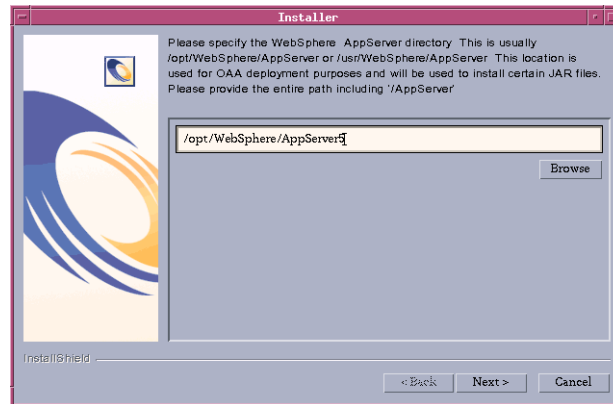 Installer
Please specify the WebSphere AppServer directory This is usually
/opt/WebSphere/AppServer or /usr/WebSphere/AppServer This location is
used for OAA deployment purposes and will be used to install certain JAR files.
Please provide the entire path including '/AppServer'
/opt/WebSphere/AppServer5
Browse
InstallShield
< Back Next > Cancel